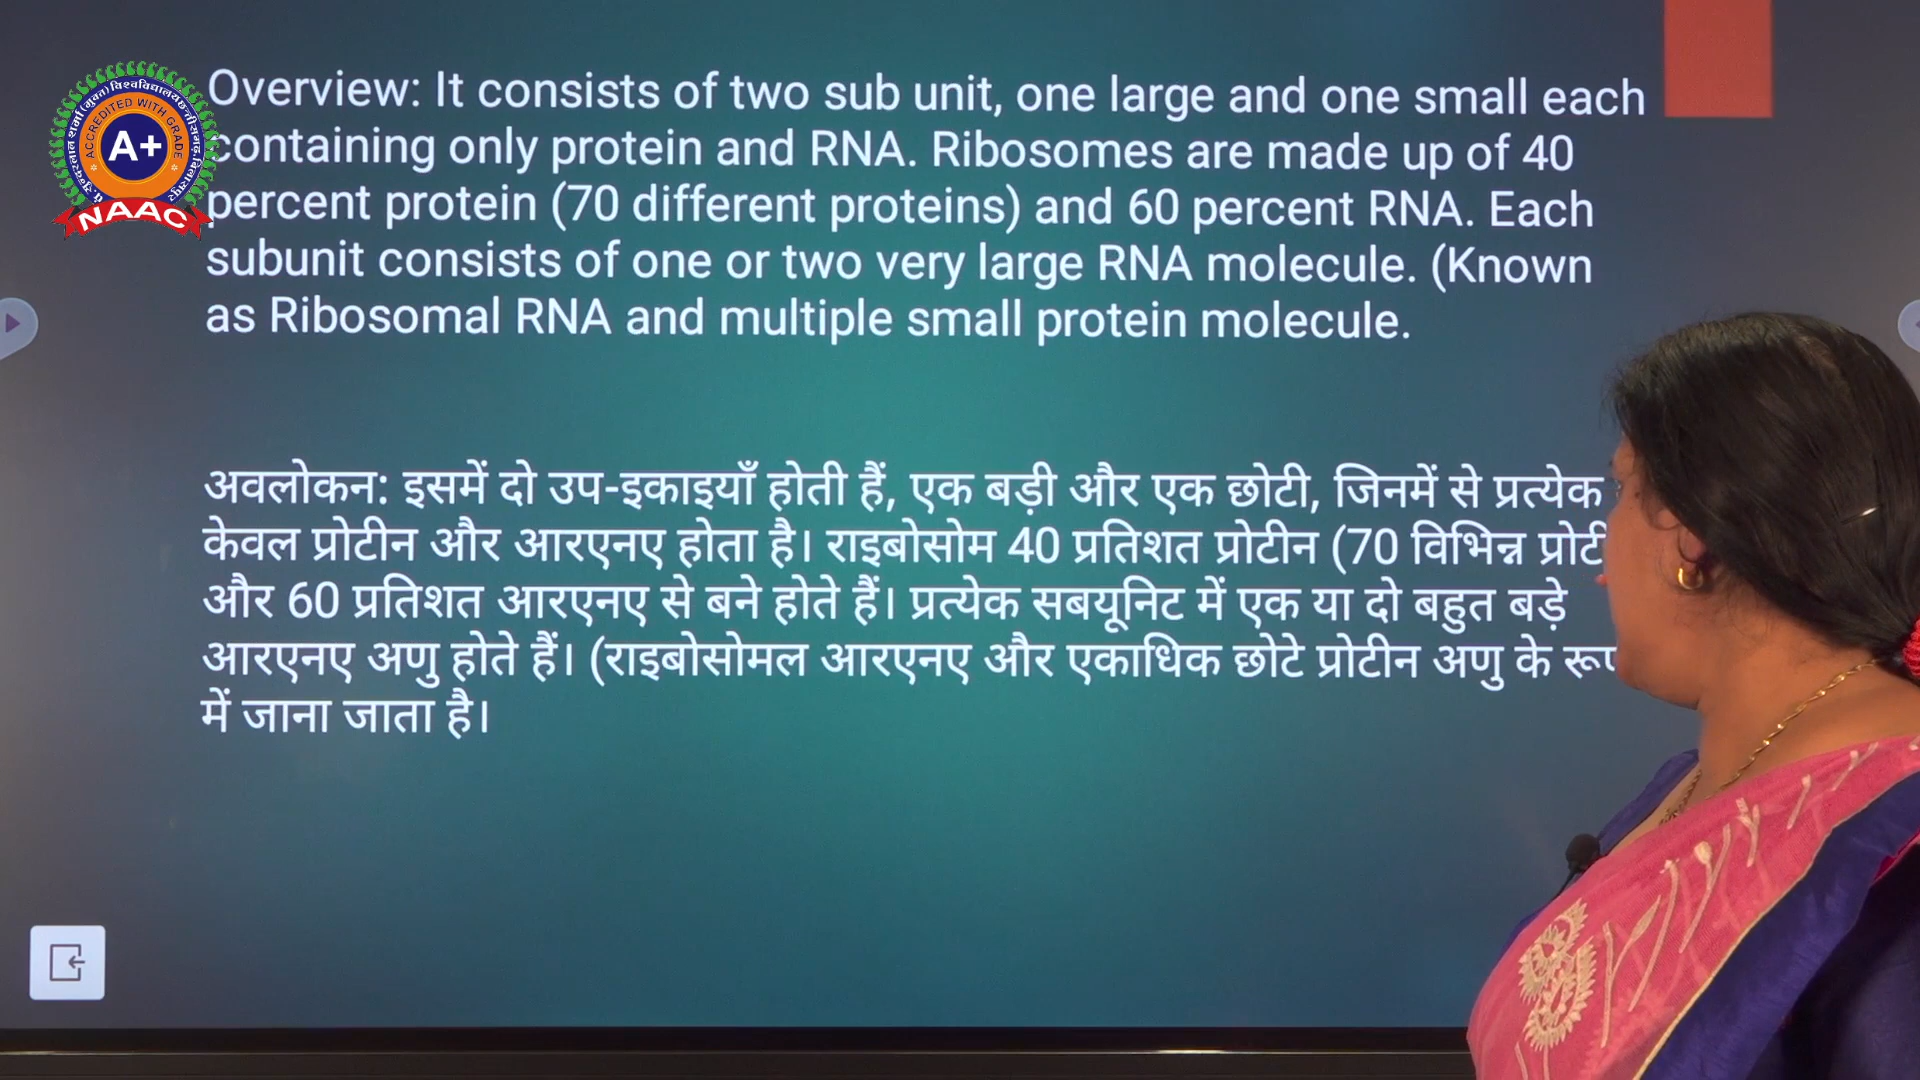 Overview: It consists of two sub unit, one large and one small each
containing only protein and RNA. Ribosomes are made up of 40
percent protein (70 different proteins) and 60 percent RNA. Each
subunit consists of one or two very large RNA molecule. (Known
as Ribosomal RNA and multiple small protein molecule.
अवलोकन: इसमें दो उप-इकाइयाँ होती हैं, एक बड़ी और एक छोटी, जिनमें से प्रत्येक
केवल प्रोटीन और आरएनए होता है। राइबोसोम 40 प्रतिशत प्रोटीन (70 विभिन्न
और 60 प्रतिशत आरएनए से बने होते हैं। प्रत्येक सबयूनिट में एक या दो बहुत बड़े
आरएनए अणु होते हैं। (राइबोसोमल आरएनए और एकाधिक छोटे प्रोटीन अणु के
में जाना जाता है।
ACCREDITED WITH GRADE
A+
NAAC